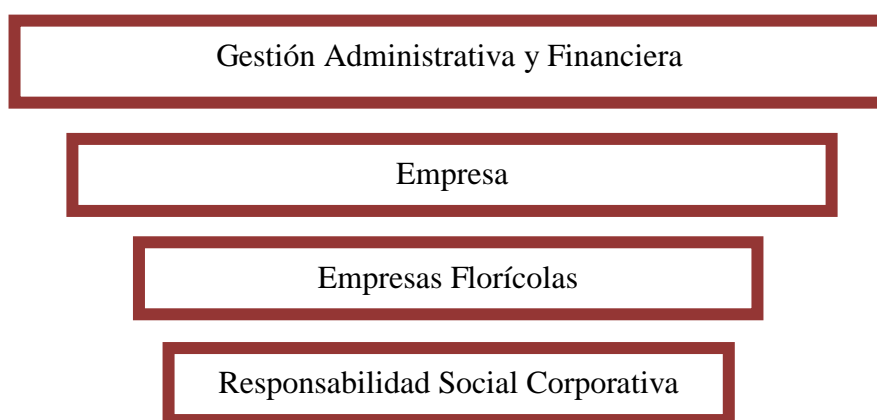 Gestión Administrativa y Financiera
Empresa
Empresas Florícolas
Responsabilidad Social Corporativa